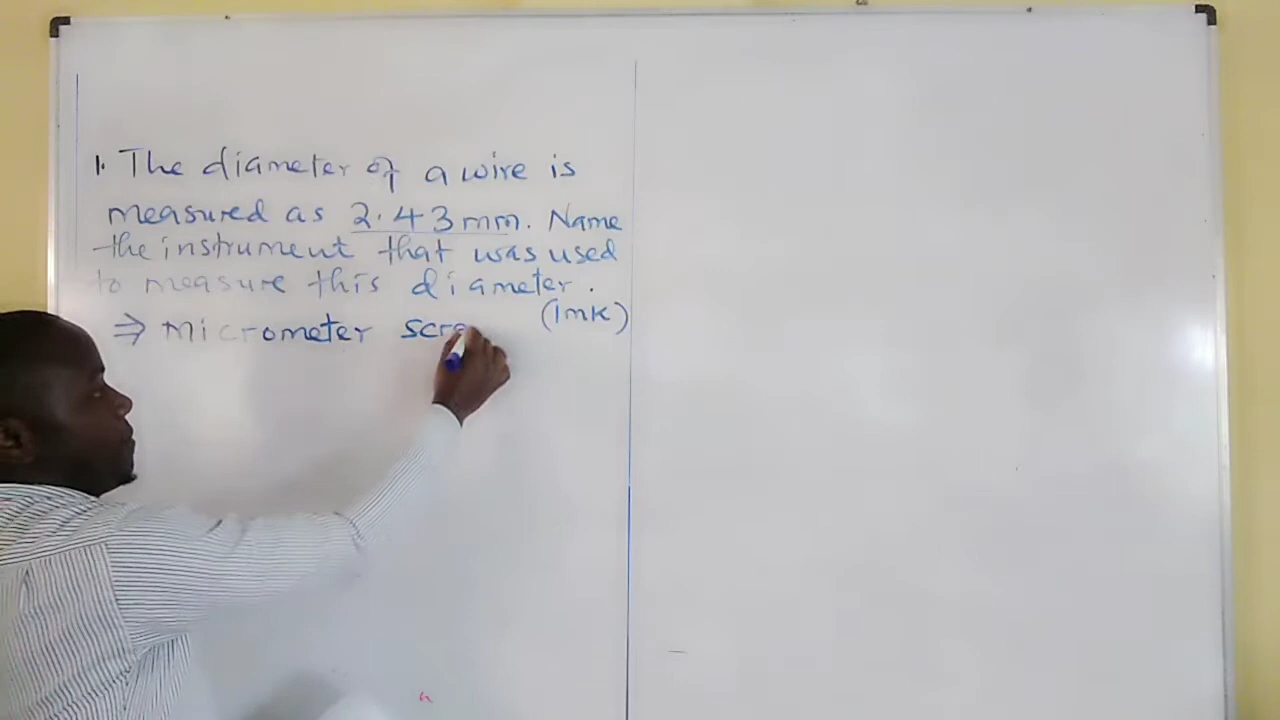 1. The diameter of a wire is
measured as 2.43mm. Name
the instrument that was used
to measure this diameter.
(1mk)
⇒ Micrometer scre